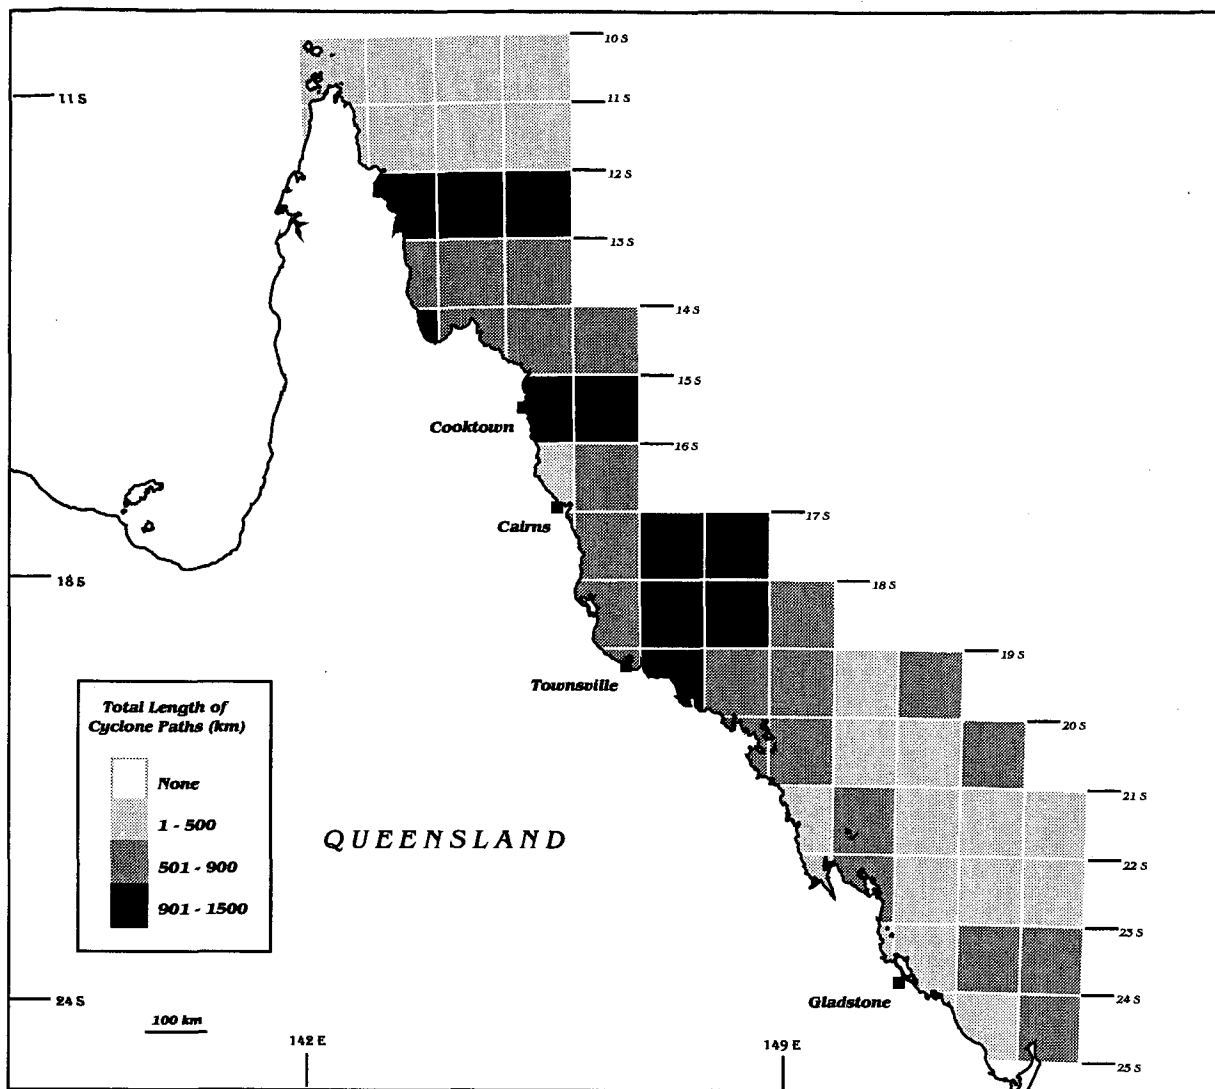 10 S
11 S
11 S
12 S
13 S
14 S
15 S
Cooktown
16 S
Cairns
17 S
18 S
18 S
19 S
Townsville
Total Length of
Cyclone Paths (km)
20 S
None
21 S
1 - 500
QUEENSLAND
22 S
501 - 900
901 - 1500
23 S
24 S
24 S
Gladstone
100 km
142 E
149 E
25 S